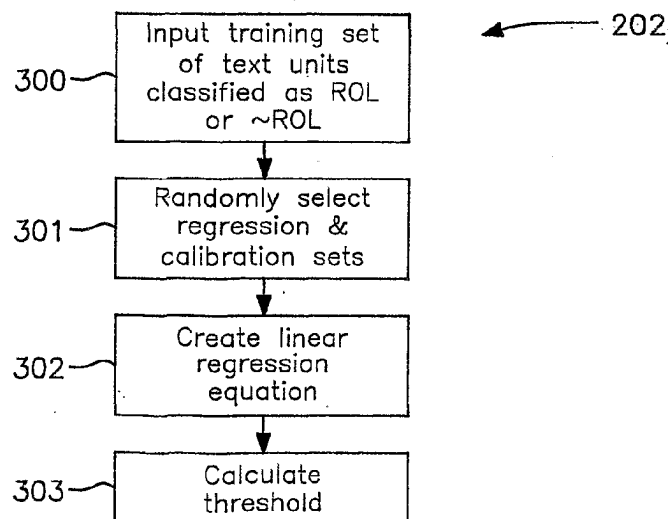 202
300
Input training set
of text units
classified as ROL
or ~ROL
301
Randomly select
regression &
calibration sets
302
Create linear
regression
equation
303
Calculate
threshold